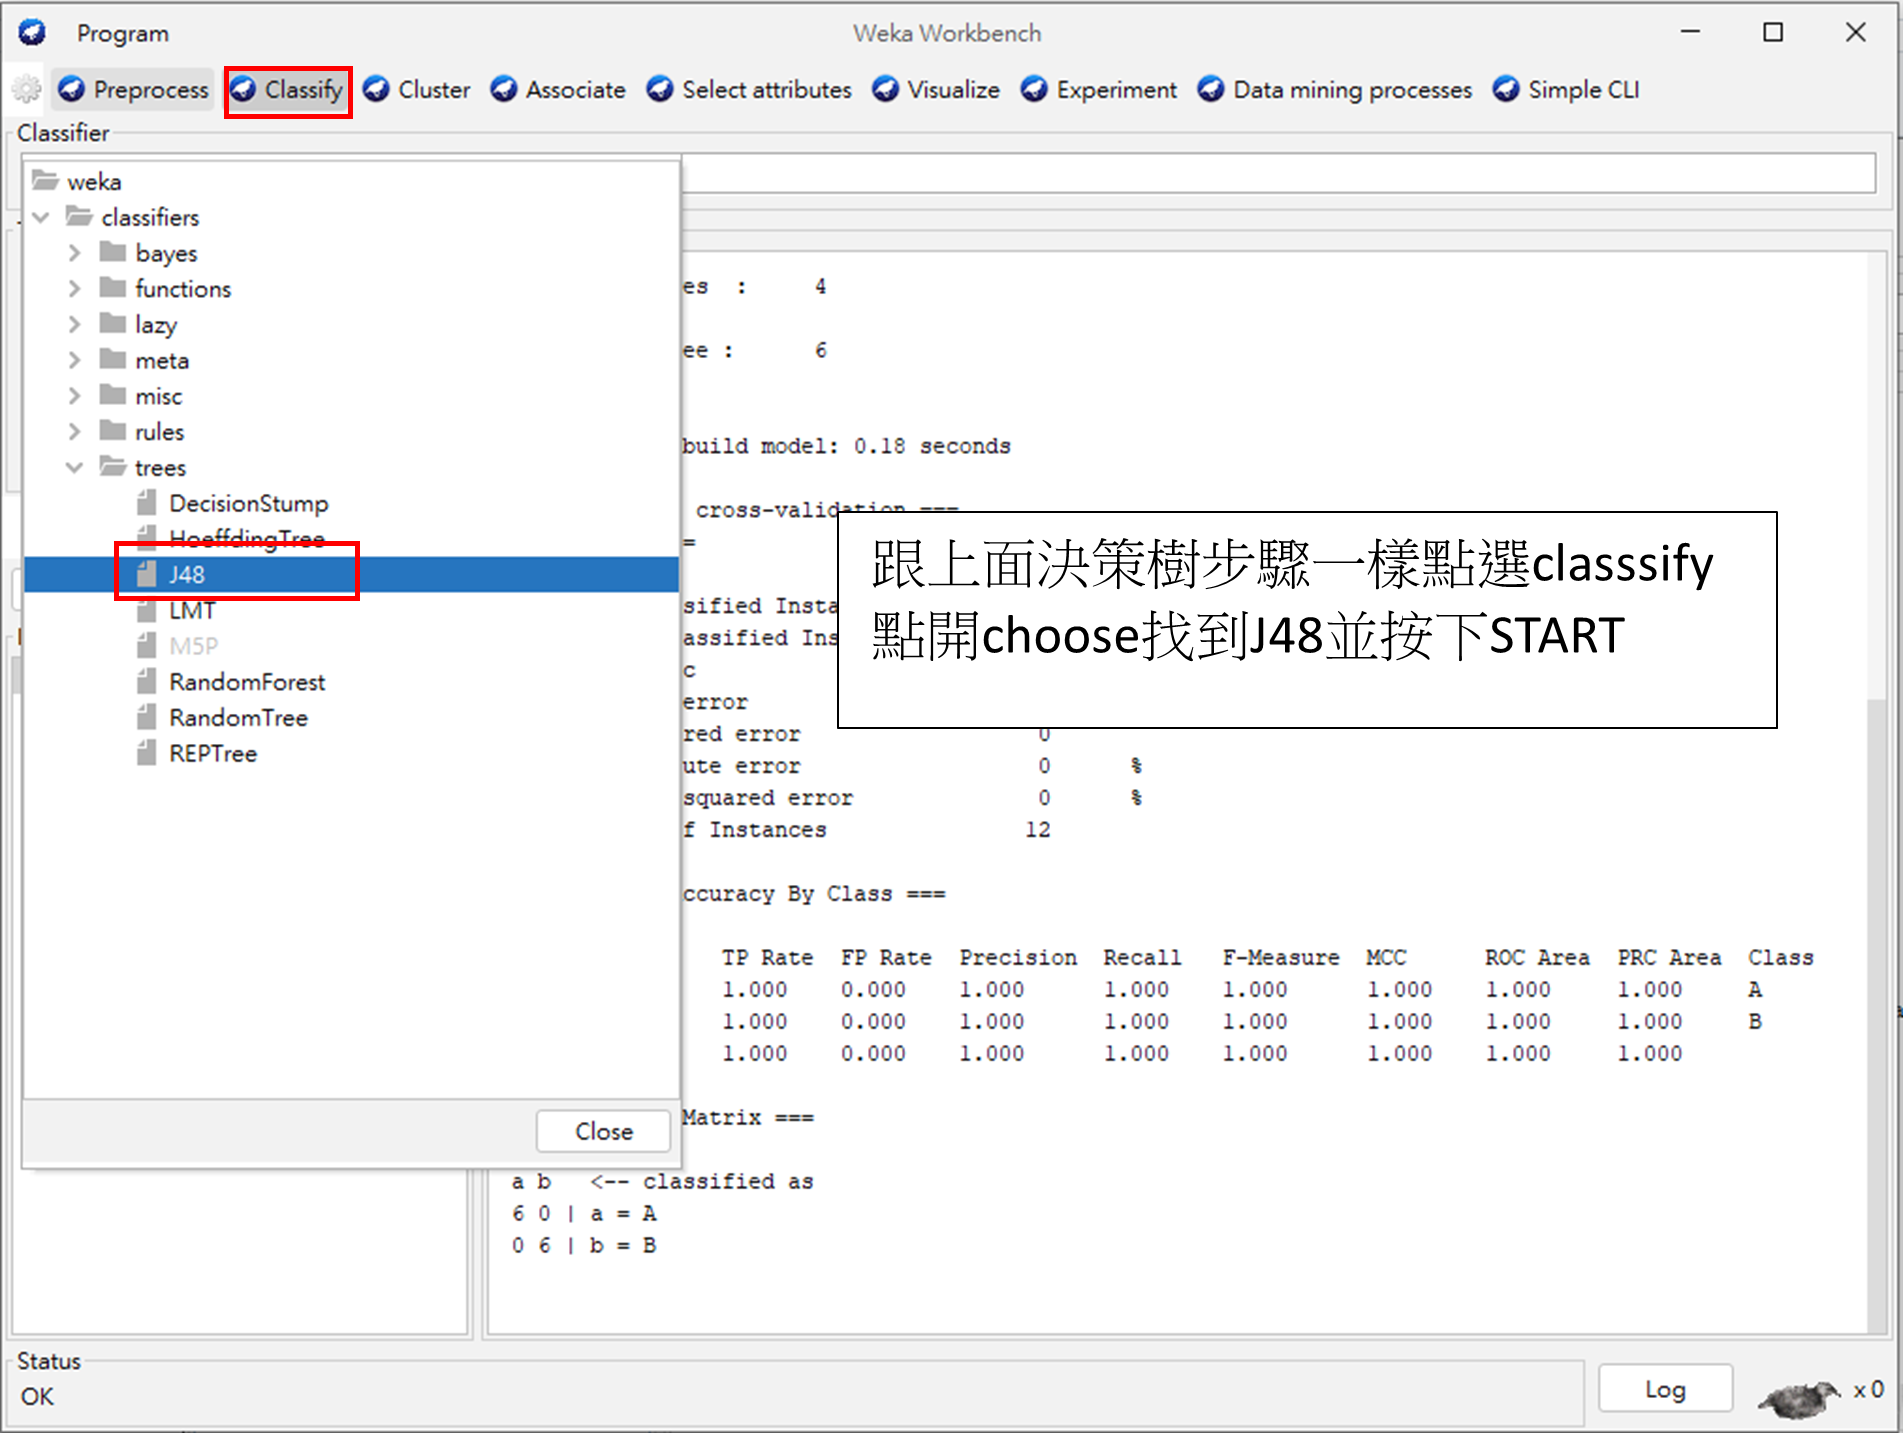 Program
Weka Workbench
Preprocess
Classify
Cluster
Associate
Select attributes
Visualize
Experiment
Data mining processes
Simple CLI
Classifier
weka
classifiers
bayes
functions
lazy
meta
misc
rules
trees
DecisionStump
HoeffdingTree
J48
LMT
M5P
RandomForest
RandomTree
REPTree
Close
es : 4
ee : 6
build model: 0.18 seconds
cross-validation ===
=
跟上面決策樹步驟一樣點選classsify
點開choose找到J48並按下START
sified Insta
assified Ins
c
error
red error 0
ute error 0 %
squared error 0 %
f Instances 12
ccuracy By Class ===
TP Rate FP Rate Precision Recall F-Measure MCC ROC Area PRC Area Class
1.000 0.000 1.000 1.000 1.000 1.000 1.000 1.000 A
1.000 0.000 1.000 1.000 1.000 1.000 1.000 1.000 B
1.000 0.000 1.000 1.000 1.000 1.000 1.000 1.000
Matrix ===
a b <-- classified as
6 0 | a = A
0 6 | b = B
Status
OK
Log
x 0